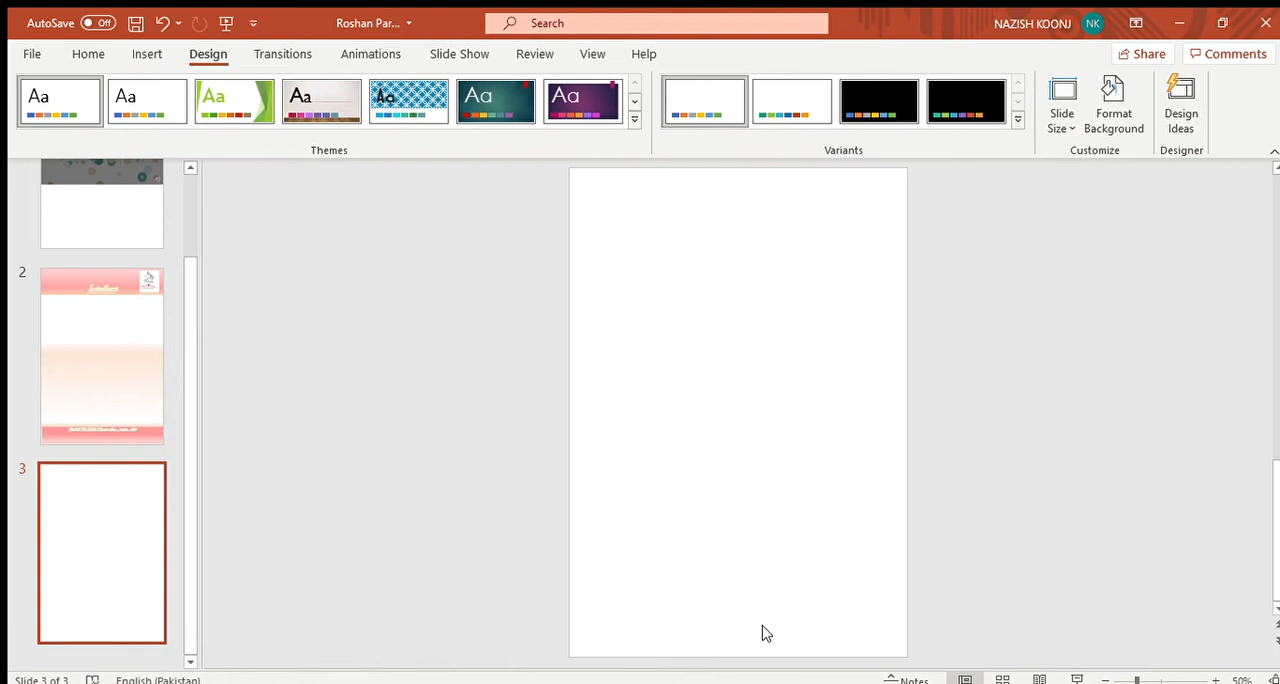 AutoSave Off Roshan Par... Search NAZISH KOONJ NK
File Home Insert Design Transitions Animations Slide Show Review View Help Share Comments
Aa Aa Aa Aa Aa Aa Aa
Slide Size Format Background Design Ideas
Themes Variants Customize Designer
2
Intellect
3
Slide 3 of 3 English (Pakistan) Notes 50%